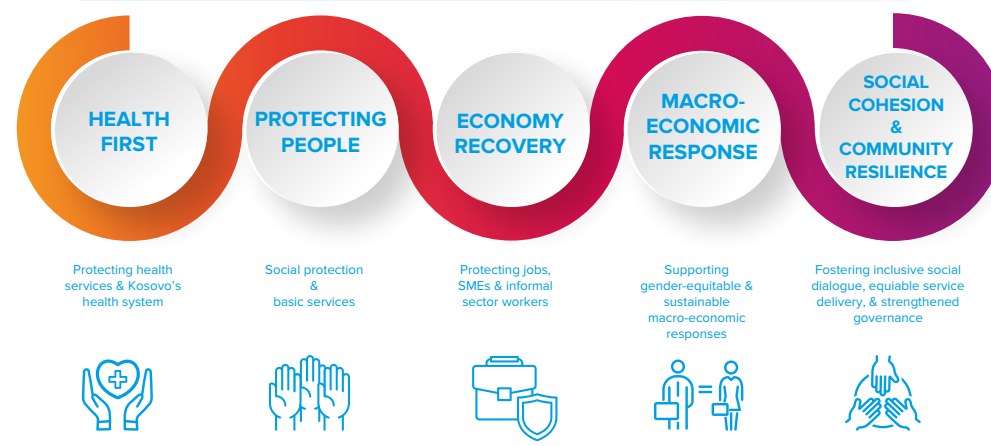 HEALTH
FIRST
PROTECTING
PEOPLE
ECONOMY
RECOVERY
MACRO-
ECONOMIC
RESPONSE
SOCIAL
COHESION
&
COMMUNITY
RESILIENCE
Protecting health
services & Kosovo's
health system
Social protection
&
basic services
Protecting jobs,
SMEs & informal
sector workers
Supporting
gender-equitable &
sustainable
macro-economic
responses
Fostering inclusive social
dialogue, equiable service
delivery, & strengthened
governance